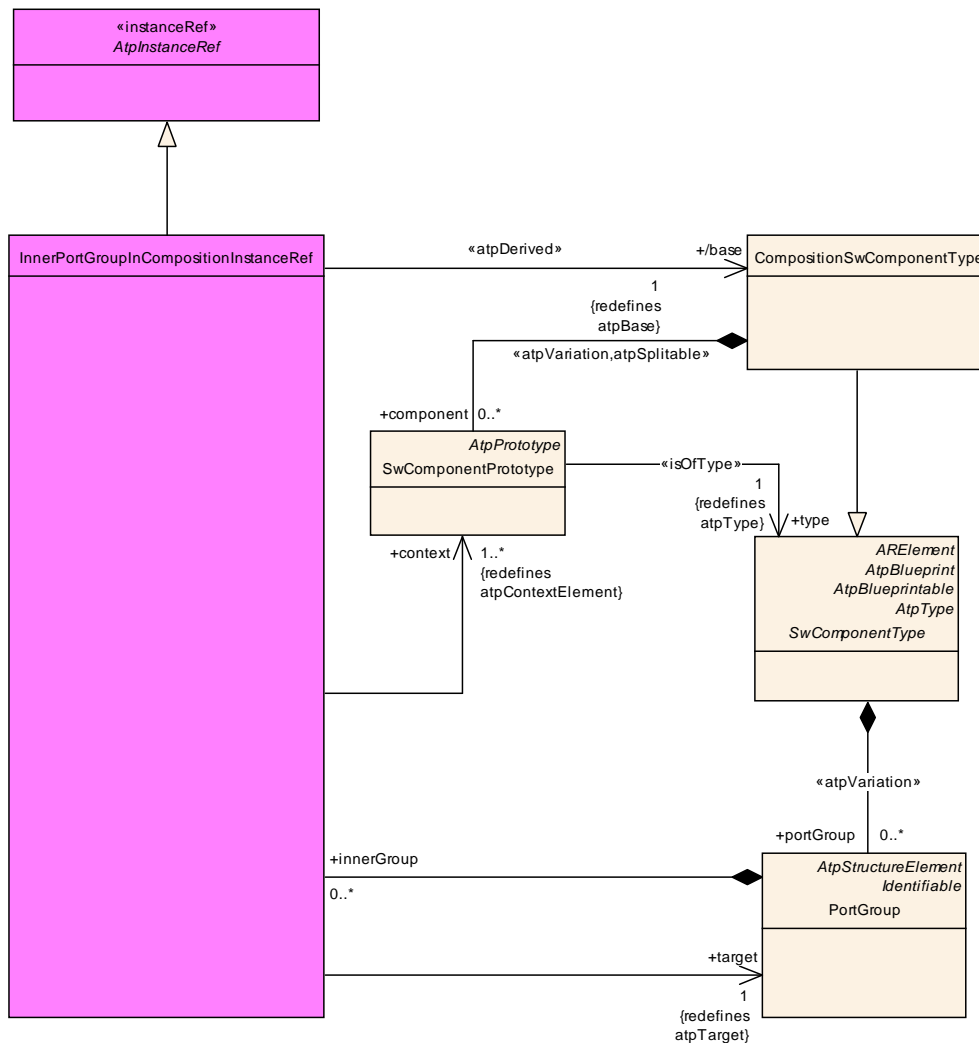 «instanceRef»
AtpInstanceRef
InnerPortGroupInCompositionInstanceRef
«atpDerived»
+/base
CompositionSwComponentType
1
{redefines
atpBase}
«atpVariation,atpSplitable»
+component
0..*
AtpPrototype
SwComponentPrototype
«isOfType»
1
{redefines
atpType}
+type
+context
1..*
{redefines
atpContextElement}
ARElement
AtpBlueprint
AtpBlueprintable
AtpType
SwComponentType
«atpVariation»
+portGroup
0..*
+innerGroup
0..*
AtpStructureElement
Identifiable
PortGroup
+target
1
{redefines
atpTarget}